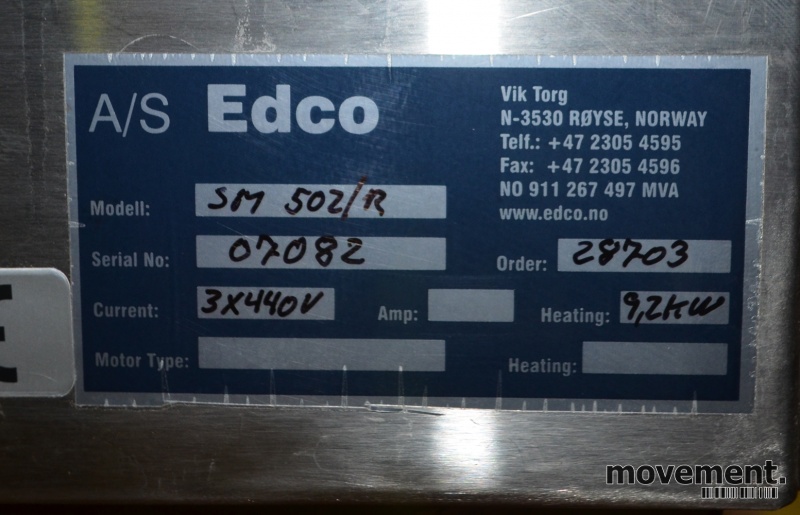 A/S Edco
Vik Torg
N-3530 RØYSE, NORWAY
Telf.: +47 2305 4595
Fax: +47 2305 4596
NO 911 267 497 MVA
www.edco.no
Modell: SM 502/R
Serial No: 07082 Order: 28703
Current: 3X440V Amp: Heating: 9,2KW
Motor Type: Heating:
movement.